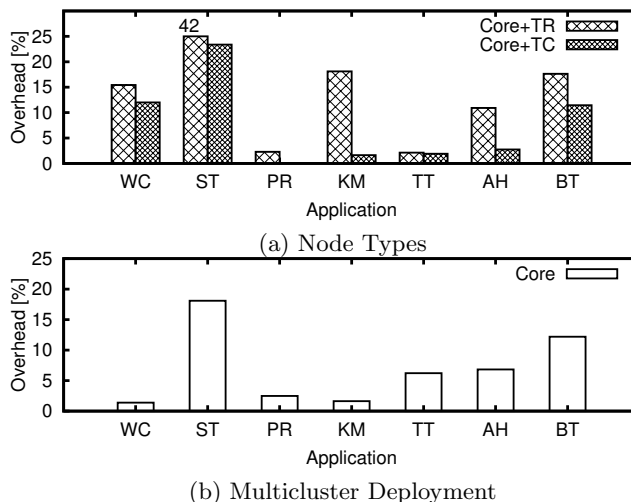 42
25
20
15
10
5
0
Overhead [%]
Core+TR
Core+TC
WC ST PR KM TT AH BT
Application
(a) Node Types
25
20
15
10
5
0
Overhead [%]
Core
WC ST PR KM TT AH BT
Application
(b) Multicluster Deployment